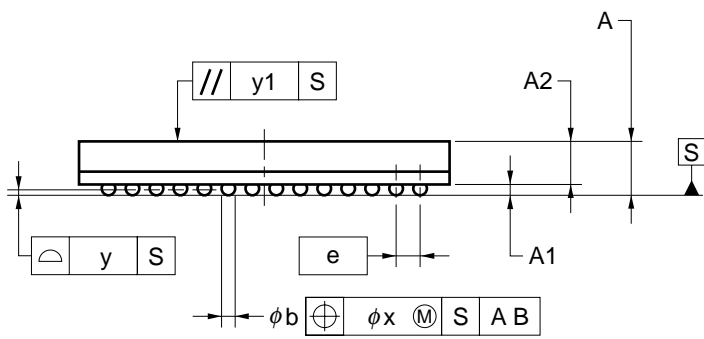 A
// y1 S
A2
S
A1
⌓ y S
e
φb ⌖ φx Ⓜ S A B